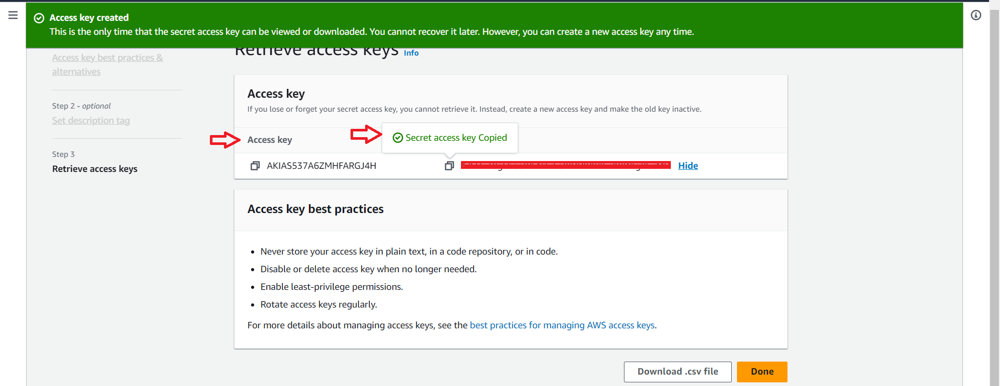 Access key created
This is the only time that the secret access key can be viewed or downloaded. You cannot recover it later. However, you can create a new access key any time.
Retrieve access keys Info
Access key best practices &
alternatives
Step 2 - optional
Set description tag
Step 3
Retrieve access keys
Access key
If you lose or forget your secret access key, you cannot retrieve it. Instead, create a new access key and make the old key inactive.
Access key
Secret access key Copied
AKIAS537A6ZMHFARGJ4H
Hide
Access key best practices
Never store your access key in plain text, in a code repository, or in code.
Disable or delete access key when no longer needed.
Enable least-privilege permissions.
Rotate access keys regularly.
For more details about managing access keys, see the best practices for managing AWS access keys.
Download .csv file
Done